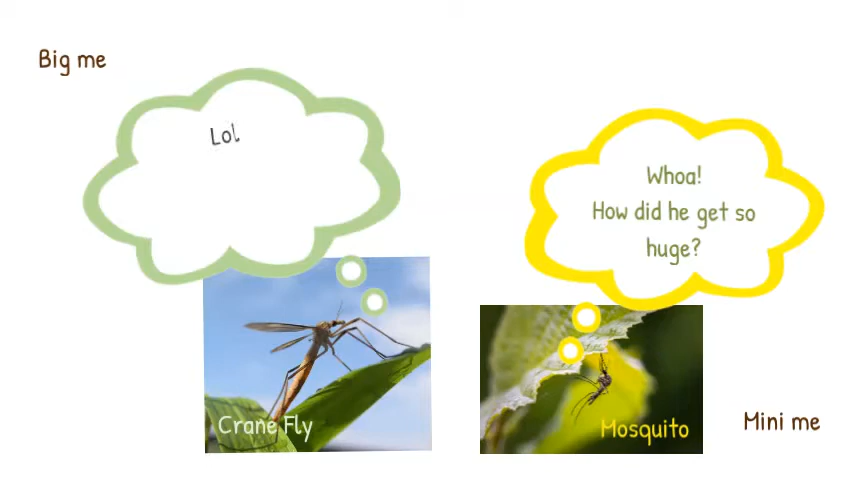 Big me
Lol
Whoa!
How did he get so
huge?
Crane Fly
Mosquito
Mini me